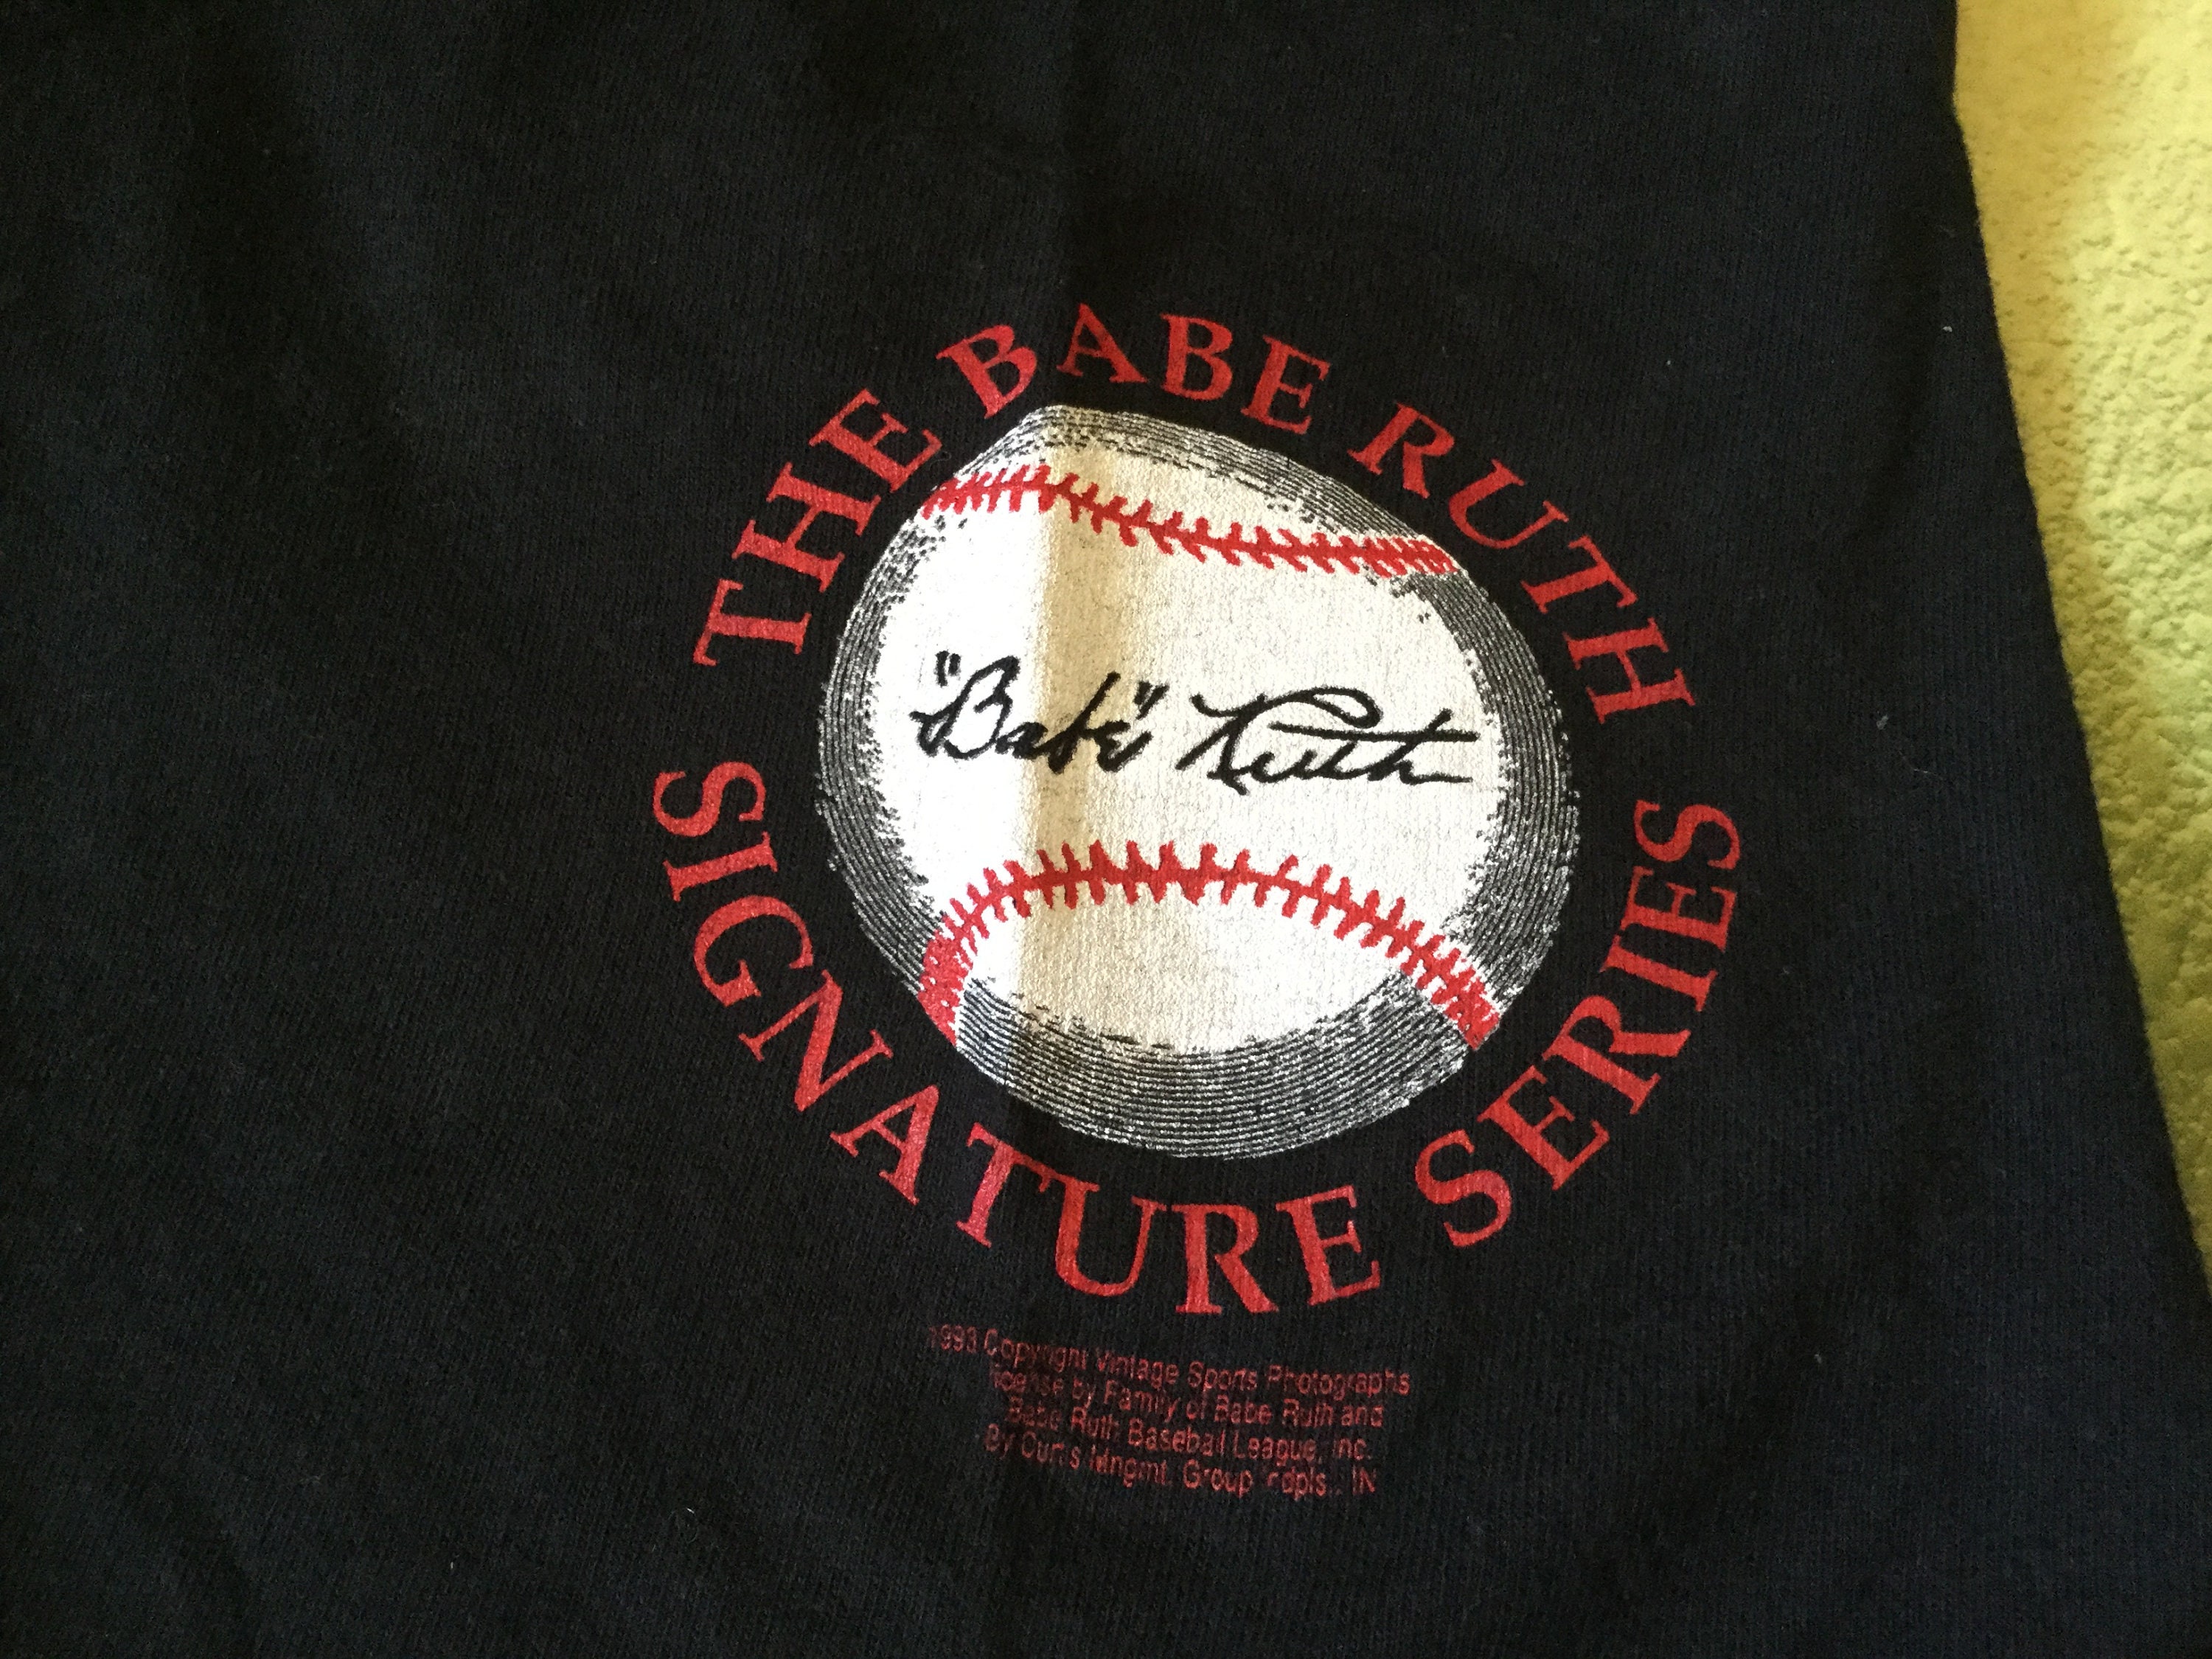 THE BABE RUTH
"Babe" Ruth
SIGNATURE SERIES
1993 Copyright Vintage Sports Photographs
license by Family of Babe Ruth and
Babe Ruth Baseball League, Inc.
By Curtis Mngmt. Group Indpls., IN